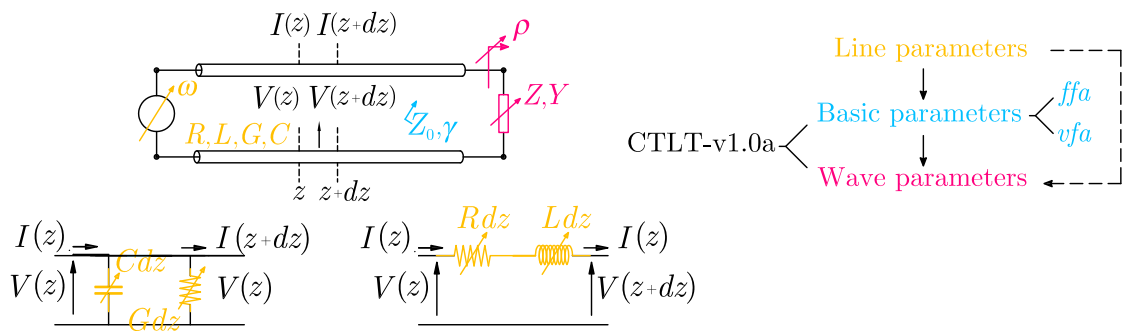 I(z) I(z+dz)
ρ
ω
V(z) V(z+dz)
Z,Y
Z₀,γ
R,L,G,C
z z+dz
Line parameters
Basic parameters
ffa
vfa
CTLT-v1.0a
Wave parameters
I(z) I(z+dz)
Cdz
V(z) V(z)
Gdz
Rdz Ldz
I(z) I(z)
V(z) V(z+dz)